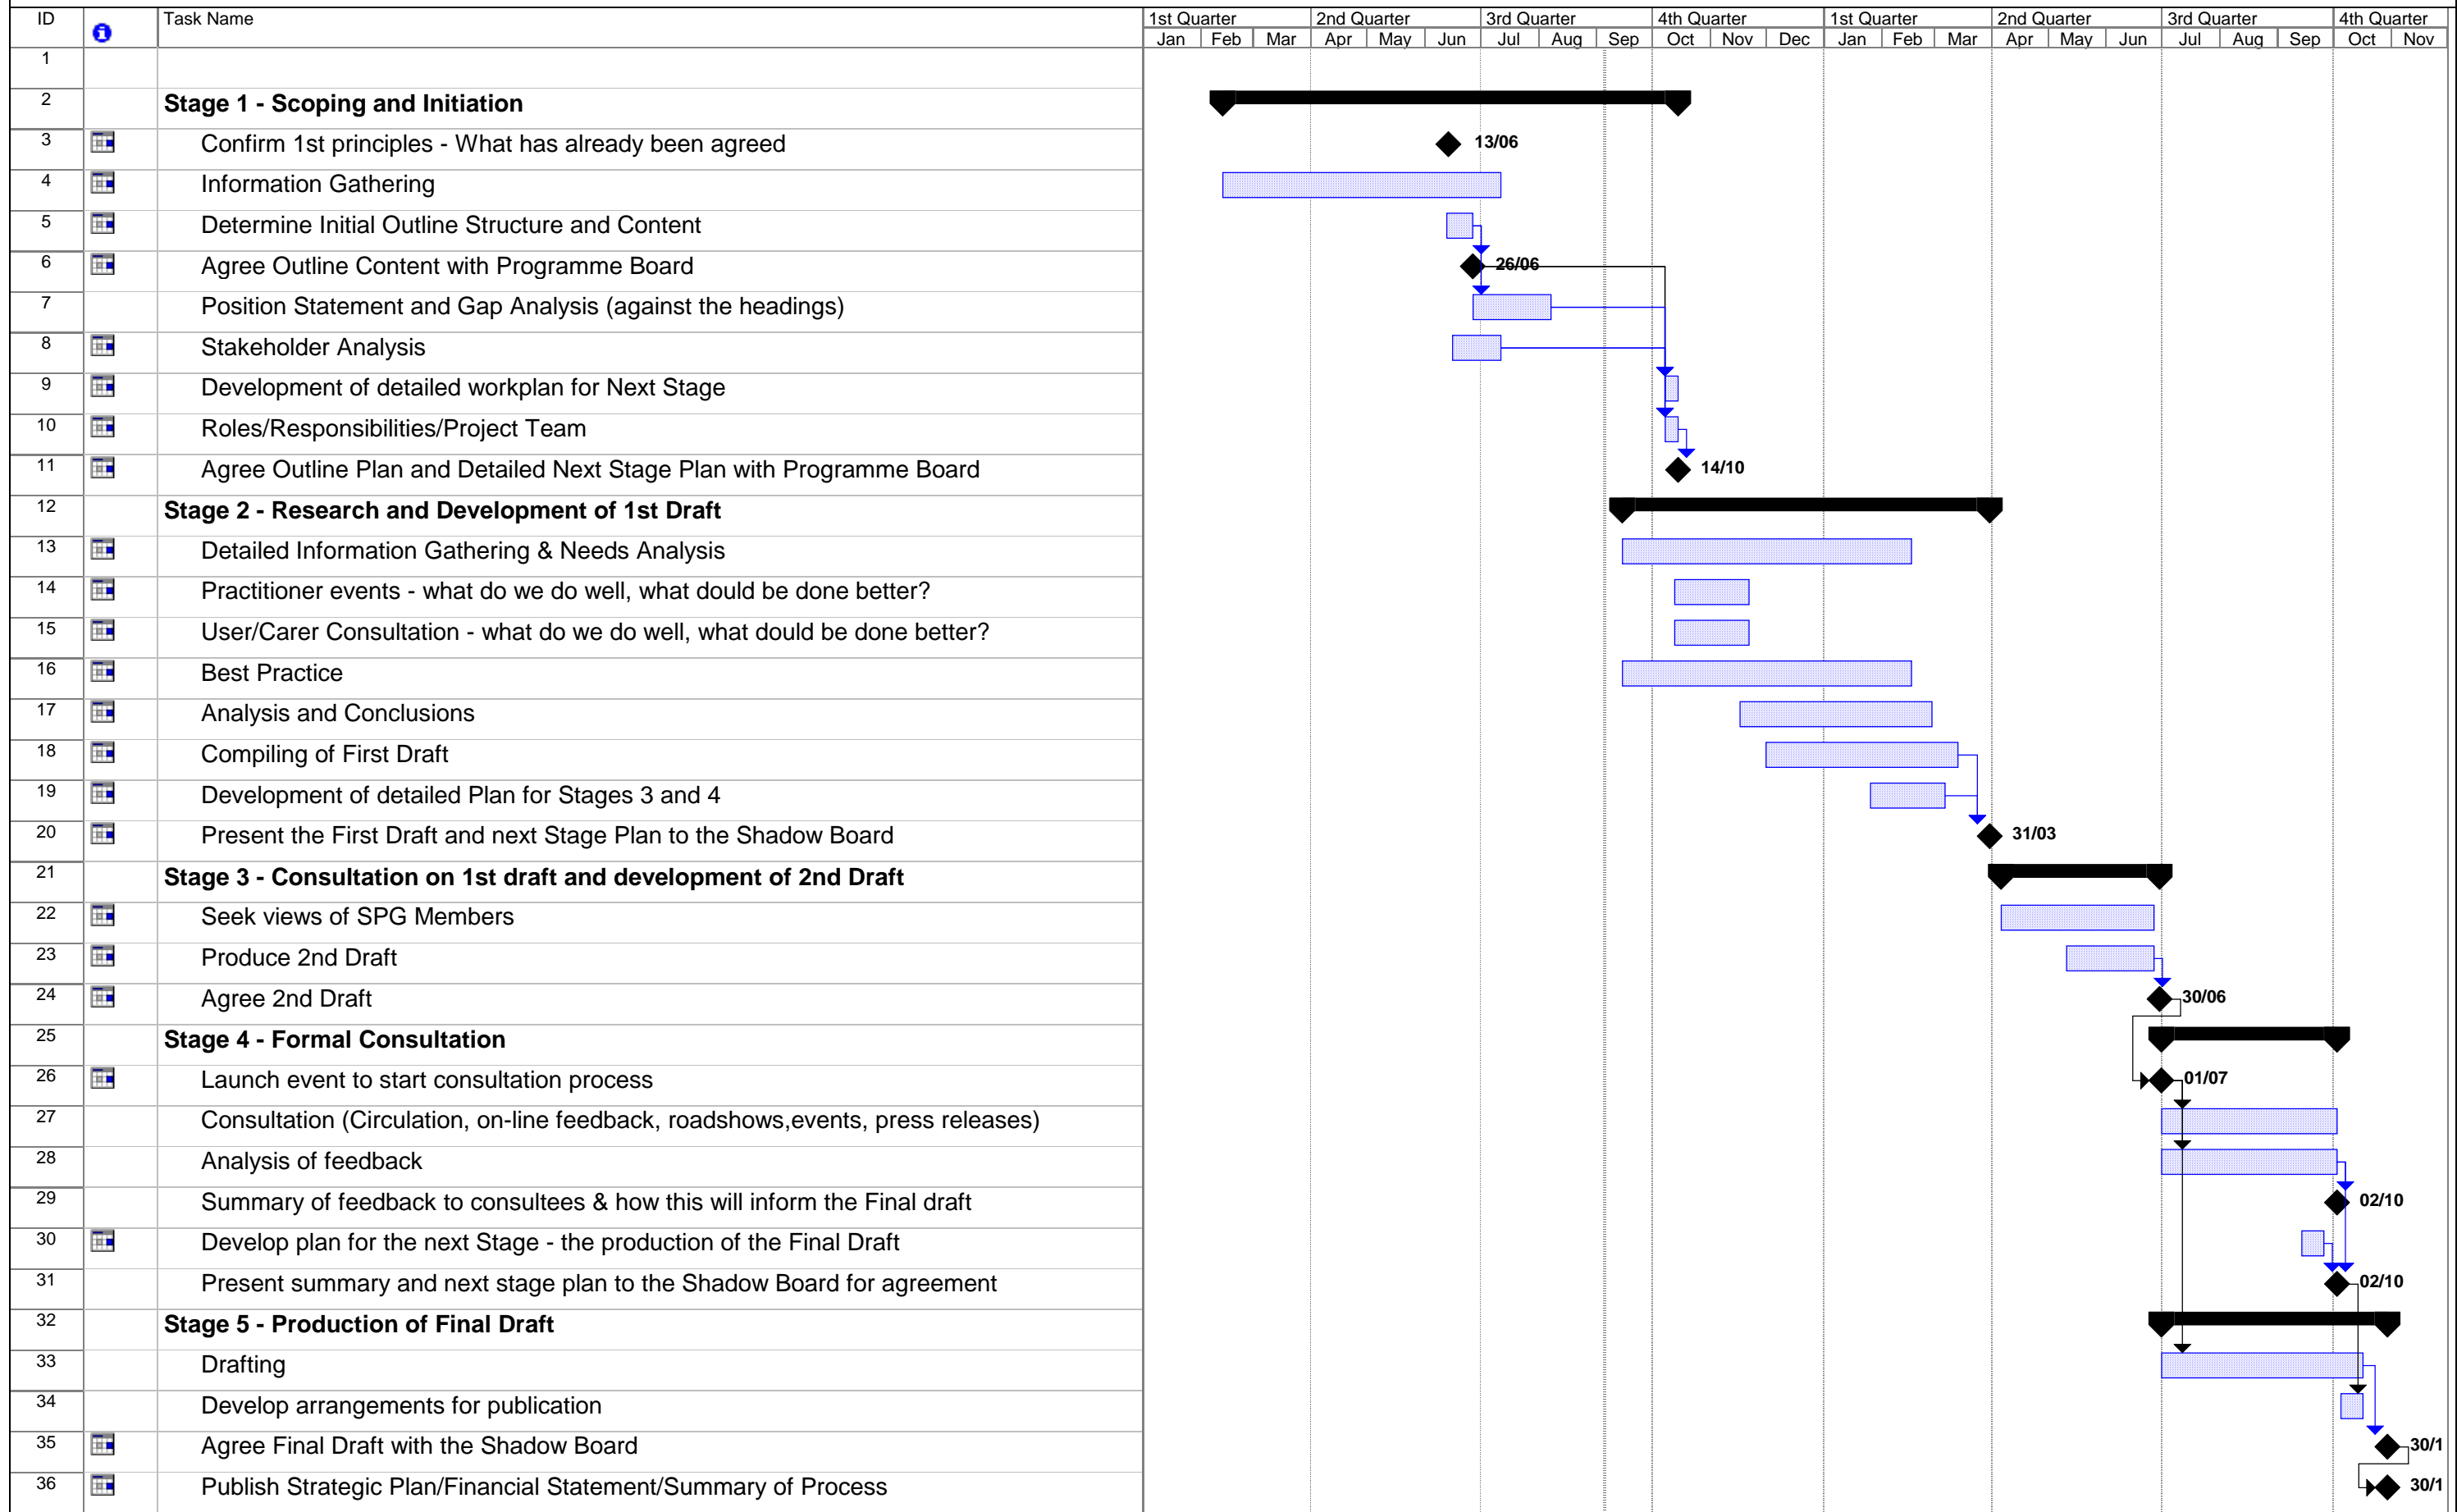 ID Task Name 1st Quarter 2nd Quarter 3rd Quarter 4th Quarter 1st Quarter 2nd Quarter 3rd Quarter 4th Quarter
Jan Feb Mar Apr May Jun Jul Aug Sep Oct Nov Dec Jan Feb Mar Apr May Jun Jul Aug Sep Oct Nov
1
2 Stage 1 - Scoping and Initiation
3 Confirm 1st principles - What has already been agreed 13/06
4 Information Gathering
5 Determine Initial Outline Structure and Content
6 Agree Outline Content with Programme Board 26/06
7 Position Statement and Gap Analysis (against the headings)
8 Stakeholder Analysis
9 Development of detailed workplan for Next Stage
10 Roles/Responsibilities/Project Team
11 Agree Outline Plan and Detailed Next Stage Plan with Programme Board 14/10
12 Stage 2 - Research and Development of 1st Draft
13 Detailed Information Gathering & Needs Analysis
14 Practitioner events - what do we do well, what dould be done better?
15 User/Carer Consultation - what do we do well, what dould be done better?
16 Best Practice
17 Analysis and Conclusions
18 Compiling of First Draft
19 Development of detailed Plan for Stages 3 and 4
20 Present the First Draft and next Stage Plan to the Shadow Board 31/03
21 Stage 3 - Consultation on 1st draft and development of 2nd Draft
22 Seek views of SPG Members
23 Produce 2nd Draft
24 Agree 2nd Draft 30/06
25 Stage 4 - Formal Consultation
26 Launch event to start consultation process 01/07
27 Consultation (Circulation, on-line feedback, roadshows,events, press releases)
28 Analysis of feedback
29 Summary of feedback to consultees & how this will inform the Final draft 02/10
30 Develop plan for the next Stage - the production of the Final Draft
31 Present summary and next stage plan to the Shadow Board for agreement 02/10
32 Stage 5 - Production of Final Draft
33 Drafting
34 Develop arrangements for publication
35 Agree Final Draft with the Shadow Board 30/1
36 Publish Strategic Plan/Financial Statement/Summary of Process 30/1